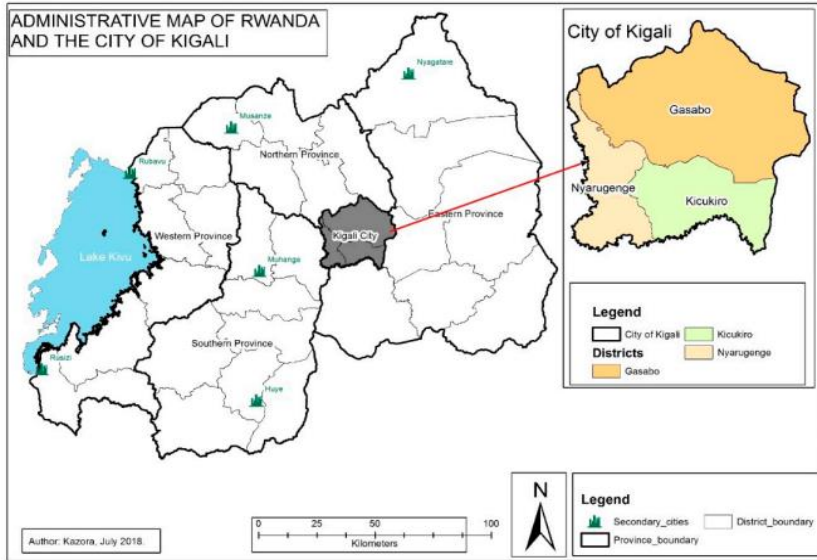 ADMINISTRATIVE MAP OF RWANDA
AND THE CITY OF KIGALI
Nyagatare
Musanze
Northern Province
Rubavu
Western Province
Lake Kivu
Kigali City
Eastern Province
Muhanga
Southern Province
Rusizi
Huye
City of Kigali
Gasabo
Nyarugenge
Kicukiro
Legend
City of Kigali
Kicukiro
Districts
Nyarugenge
Gasabo
Author: Kazora, July 2018.
0 25 50 100
Kilometers
N
Legend
Secondary_cities
District_boundary
Province_boundary